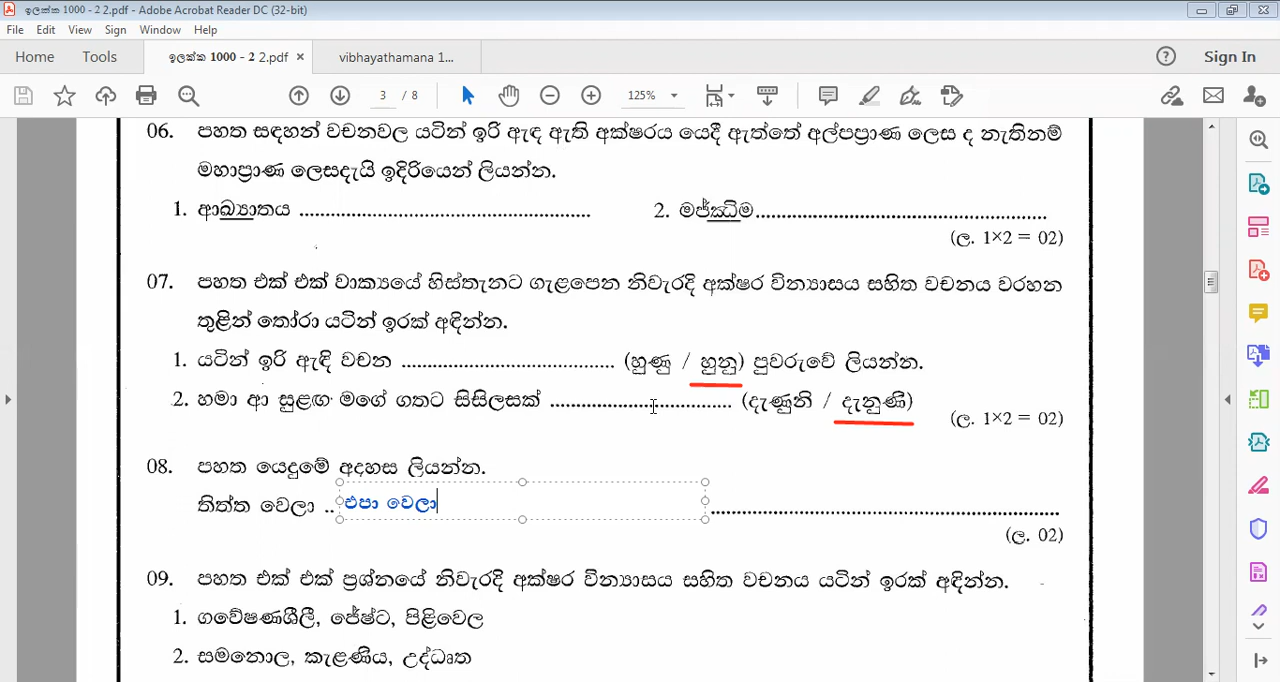 ඉලක්ක 1000 - 2 2.pdf - Adobe Acrobat Reader DC (32-bit)
File Edit View Sign Window Help
Home Tools ඉලක්ක 1000 - 2 2.pdf × vibhayathamana 1... Sign In
3 / 8 125%
06. පහත සඳහන් වචනවල යටින් ඉරි ඇඳ ඇති අක්ෂරය යෙදී ඇත්තේ අල්පප්‍රාණ ලෙස ද නැතිනම්
මහාප්‍රාණ ලෙසදැයි ඉදිරියෙන් ලියන්න.
1. ආඛ්‍යාතය ...................................................... 2. මජ්ඣිම......................................................
(ල. 1×2 = 02)
07. පහත එක් එක් වාක්‍යයේ හිස්තැනට ගැළපෙන නිවැරදි අක්ෂර වින්‍යාසය සහිත වචනය වරහන
තුළින් තෝරා යටින් ඉරක් අඳින්න.
1. යටින් ඉරි ඇඳි වචන ........................................ (හුණු / හුනු) පුවරුවේ ලියන්න.
2. හමා ආ සුළඟ මගේ ගතට සිසිලසක් .................................. (දැණුනි / දැනුණි)
(ල. 1×2 = 02)
08. පහත යෙදුමේ අදහස ලියන්න.
තිත්ත වෙලා ..එපා වෙලා ................................................................
(ල. 02)
09. පහත එක් එක් ප්‍රශ්නයේ නිවැරදි අක්ෂර වින්‍යාසය සහිත වචනය යටින් ඉරක් අඳින්න.
1. ගවේෂණශීලී, ජේෂ්ට, පිළිවෙල
2. සමනොල, කැළණිය, උද්ධෘත